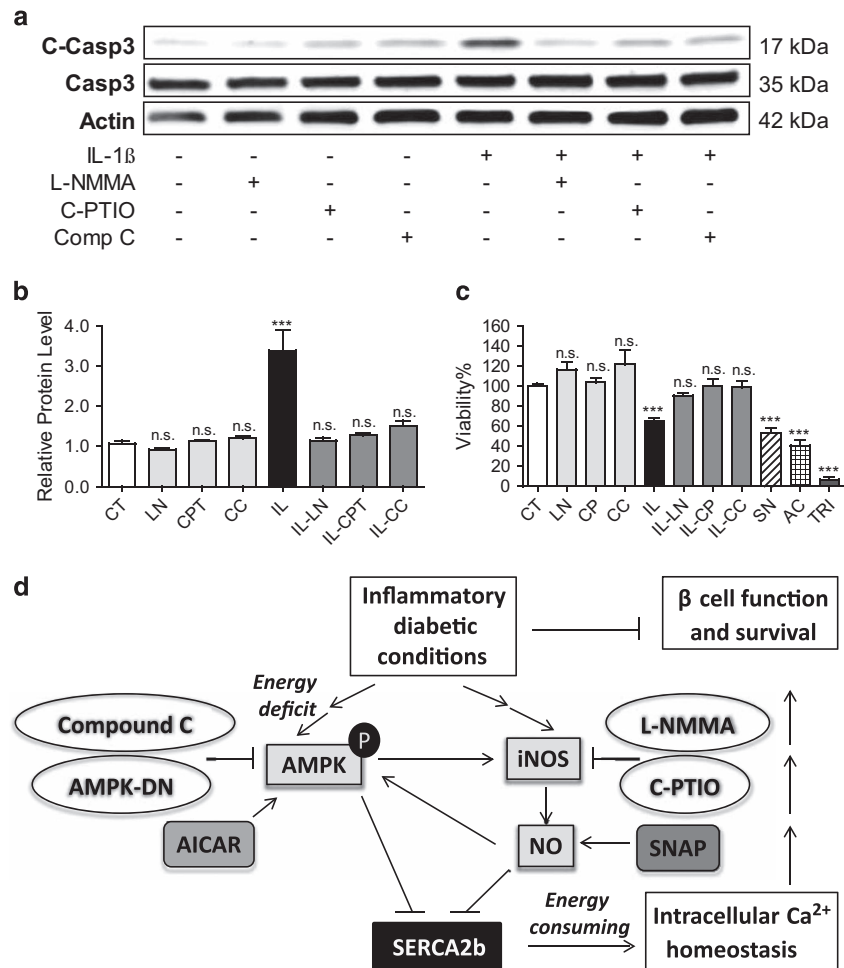 a
C-Casp3 17 kDa
Casp3 35 kDa
Actin 42 kDa
IL-1ß - - - - + + + +
L-NMMA - + - - - + - -
C-PTIO - - + - - - + -
Comp C - - - + - - - +
b
Relative Protein Level
4.0
3.0
2.0
1.0
0.0
n.s. n.s. n.s. *** n.s. n.s. n.s.
CT LN CPT CC IL IL-LN IL-CPT IL-CC
c
Viability%
160
140
120
100
80
60
40
20
0
n.s. n.s. n.s. *** n.s. n.s. n.s. *** *** ***
CT LN CP CC IL IL-LN IL-CP IL-CC SN AC TRI
d
Inflammatory
diabetic
conditions
β cell function
and survival
Energy
deficit
Compound C
AMPK-DN
AMPK
P
iNOS
L-NMMA
C-PTIO
AICAR
NO
SNAP
SERCA2b
Energy
consuming
Intracellular Ca²⁺
homeostasis